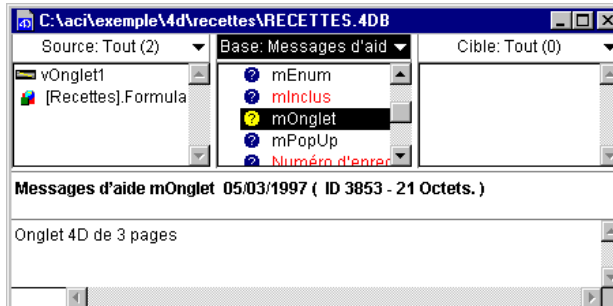 C:\aci\exemple\4d\recettes\RECETTES.4DB
Source: Tout (2)
Base: Messages d'aid
Cible: Tout (0)
vOnglet1
[Recettes].Formula
mEnum
mInclus
mOnglet
mPopUp
Numéro d'enrec
Messages d'aide mOnglet 05/03/1997 ( ID 3853 - 21 Octets. )
Onglet 4D de 3 pages